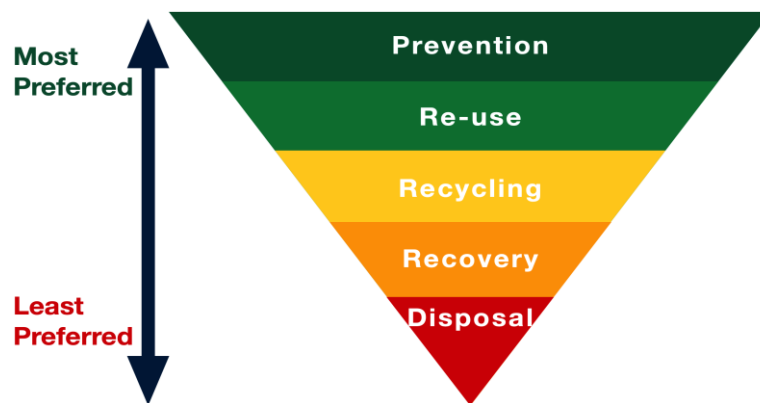 Most
Preferred
Prevention
Re-use
Recycling
Recovery
Least
Preferred
Disposal